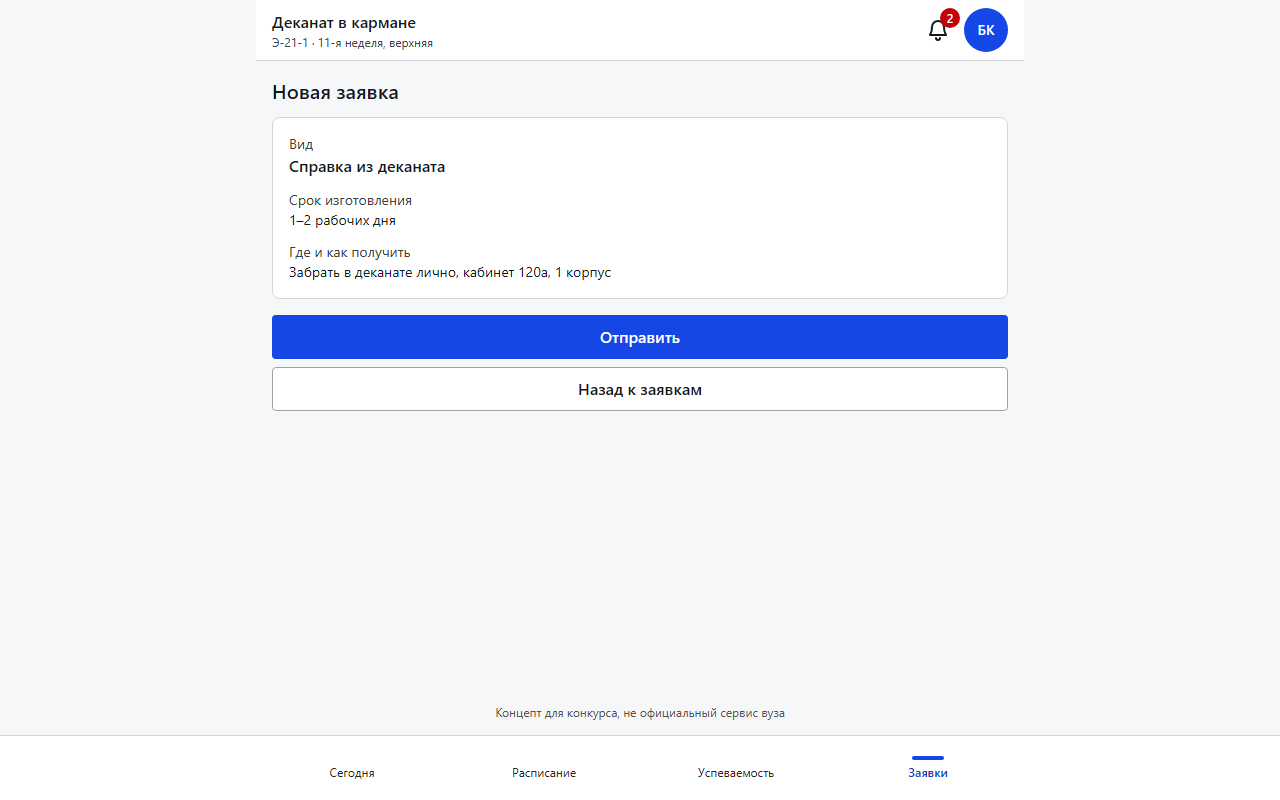 Деканат в кармане
Э-21-1 · 11-я неделя, верхняя
2
БК
Новая заявка
Вид
Справка из деканата
Срок изготовления
1–2 рабочих дня
Где и как получить
Забрать в деканате лично, кабинет 120а, 1 корпус
Отправить
Назад к заявкам
Концепт для конкурса, не официальный сервис вуза
Сегодня
Расписание
Успеваемость
Заявки